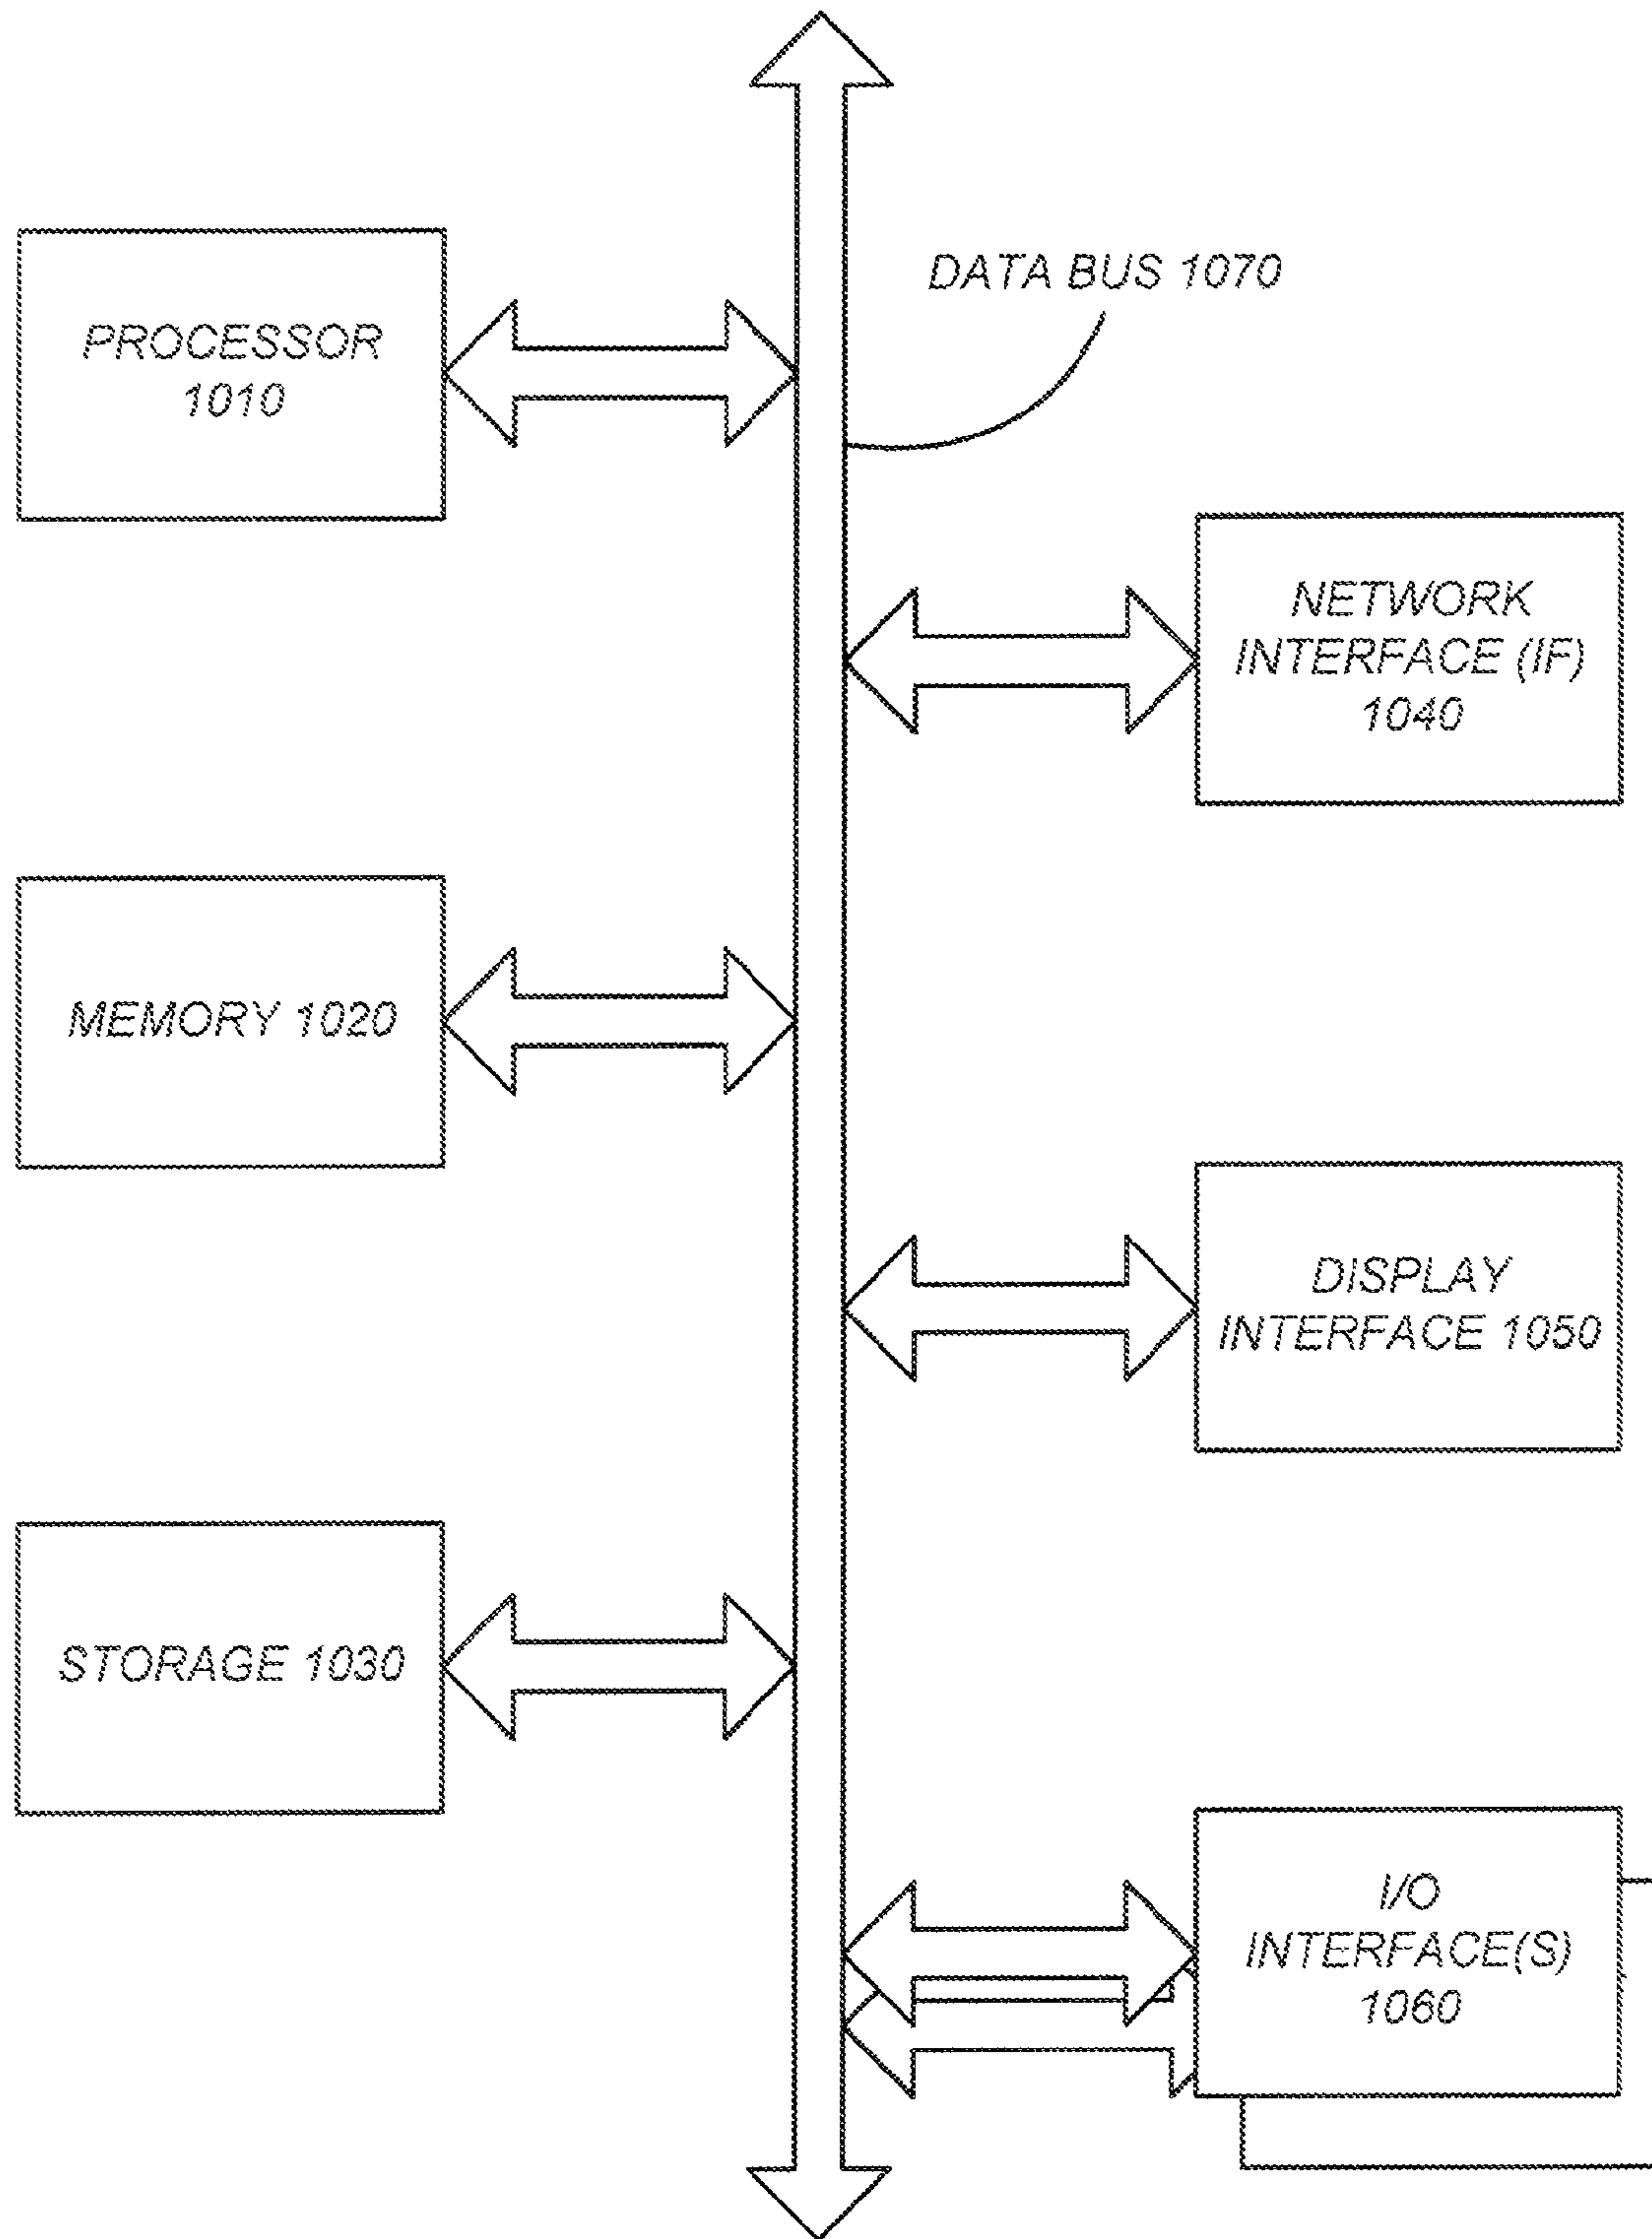 DATA BUS 1070
PROCESSOR
1010
NETWORK
INTERFACE (IF)
1040
MEMORY 1020
DISPLAY
INTERFACE 1050
STORAGE 1030
I/O
INTERFACE(S)
1060